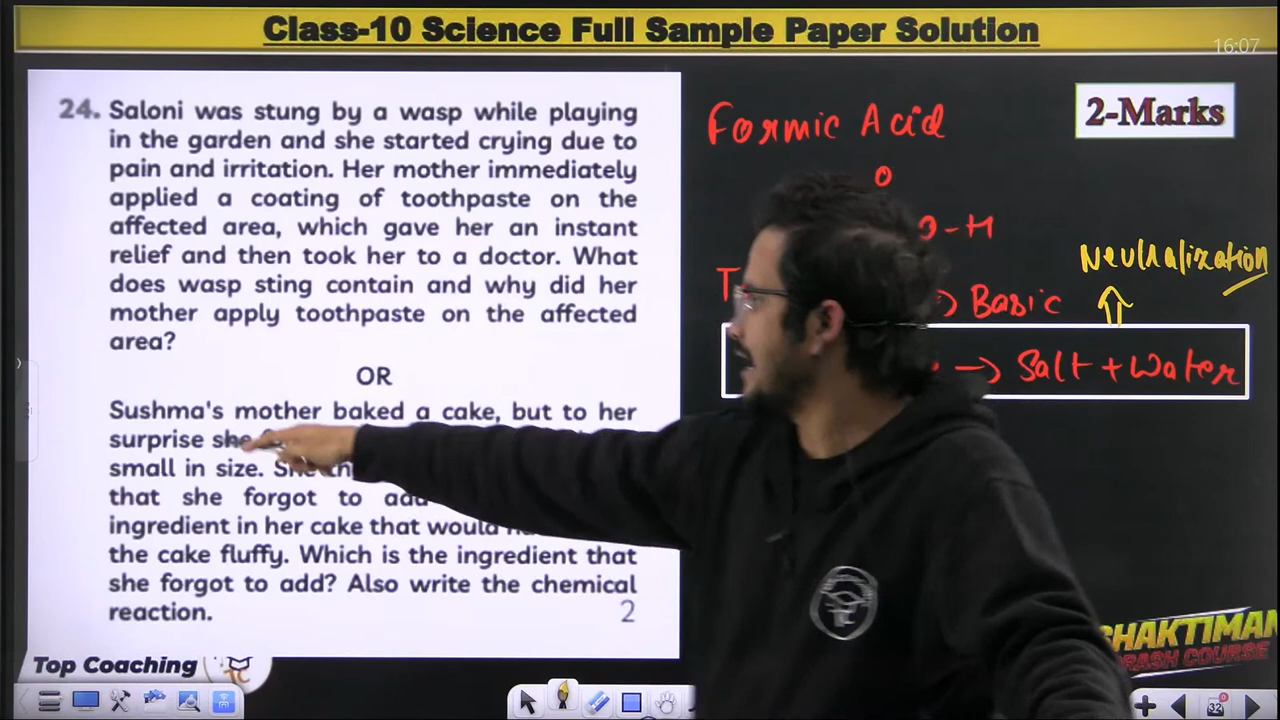 Class-10 Science Full Sample Paper Solution
16:07
24. Saloni was stung by a wasp while playing
in the garden and she started crying due to
pain and irritation. Her mother immediately
applied a coating of toothpaste on the
affected area, which gave her an instant
relief and then took her to a doctor. What
does wasp sting contain and why did her
mother apply toothpaste on the affected
area?
OR
Sushma's mother baked a cake, but to her
surprise she
small in size. She
that she forgot to add
ingredient in her cake that would
the cake fluffy. Which is the ingredient that
she forgot to add? Also write the chemical
reaction. 2
2-Marks
Formic Acid
O
O-H
Neutralization
Basic
→ Salt + Water
Top Coaching
SHAKTIMAN
CRASH COURSE
32